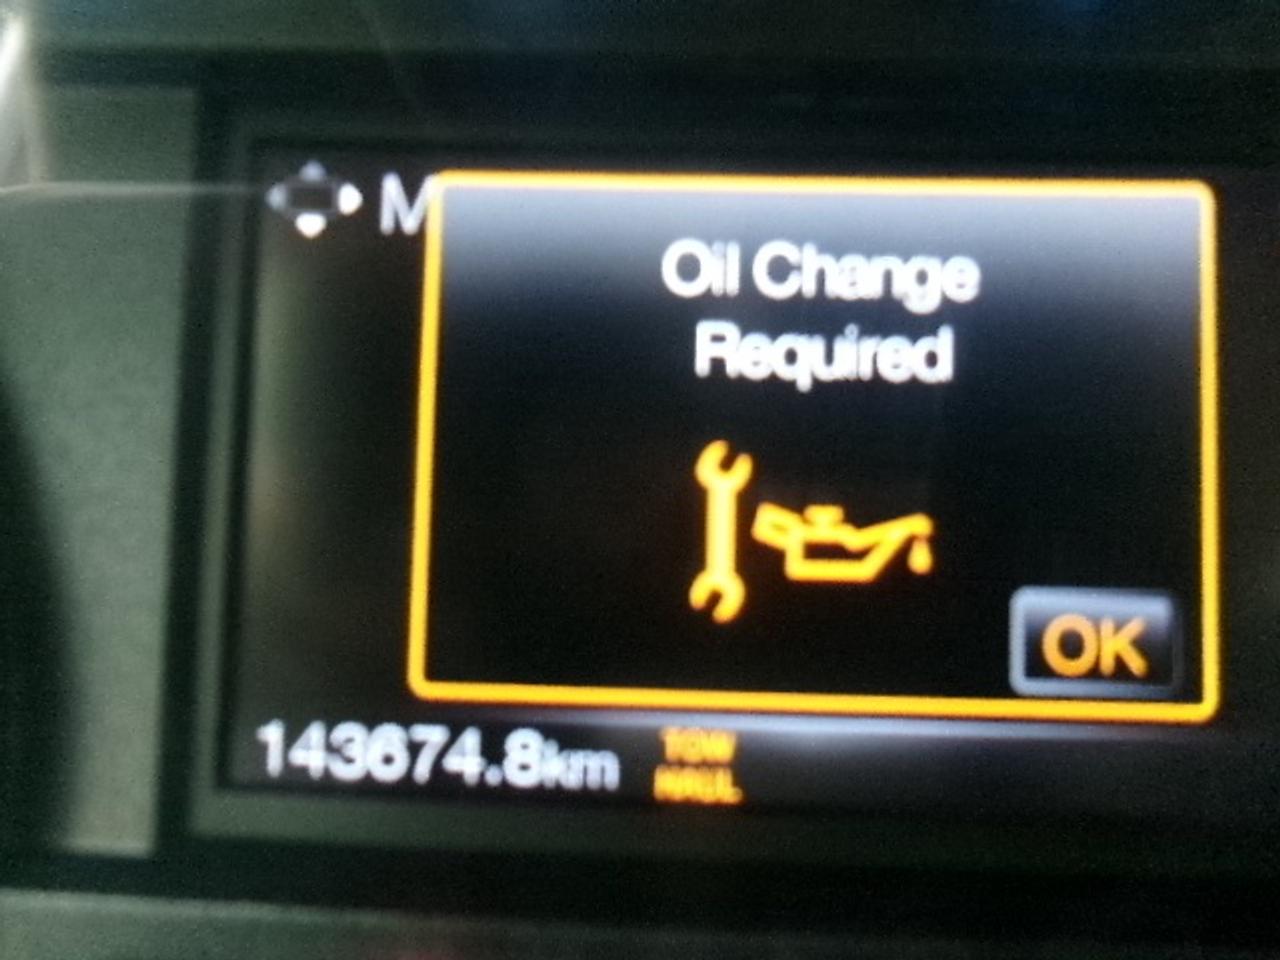 M
Oil Change
Required
OK
143674.8km
TOW
HAUL